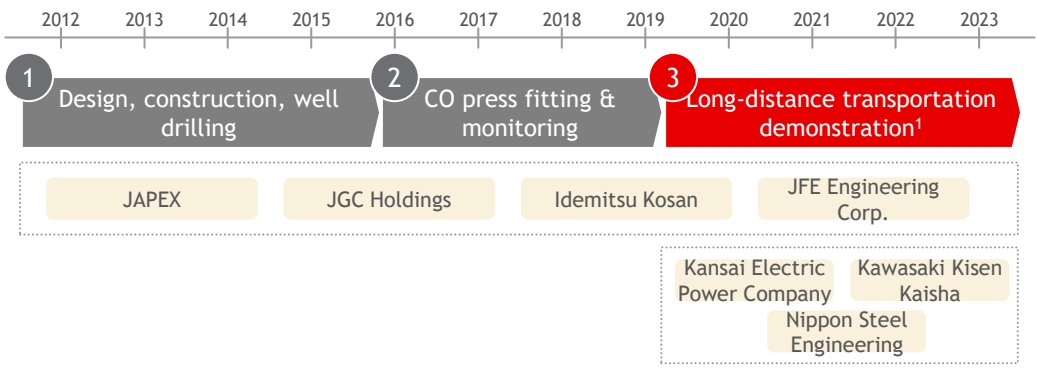 2012 2013 2014 2015 2016 2017 2018 2019 2020 2021 2022 2023
1
Design, construction, well
drilling
2
CO press fitting &
monitoring
3
Long-distance transportation
demonstration¹
JAPEX
JGC Holdings
Idemitsu Kosan
JFE Engineering
Corp.
Kansai Electric
Power Company
Kawasaki Kisen
Kaisha
Nippon Steel
Engineering